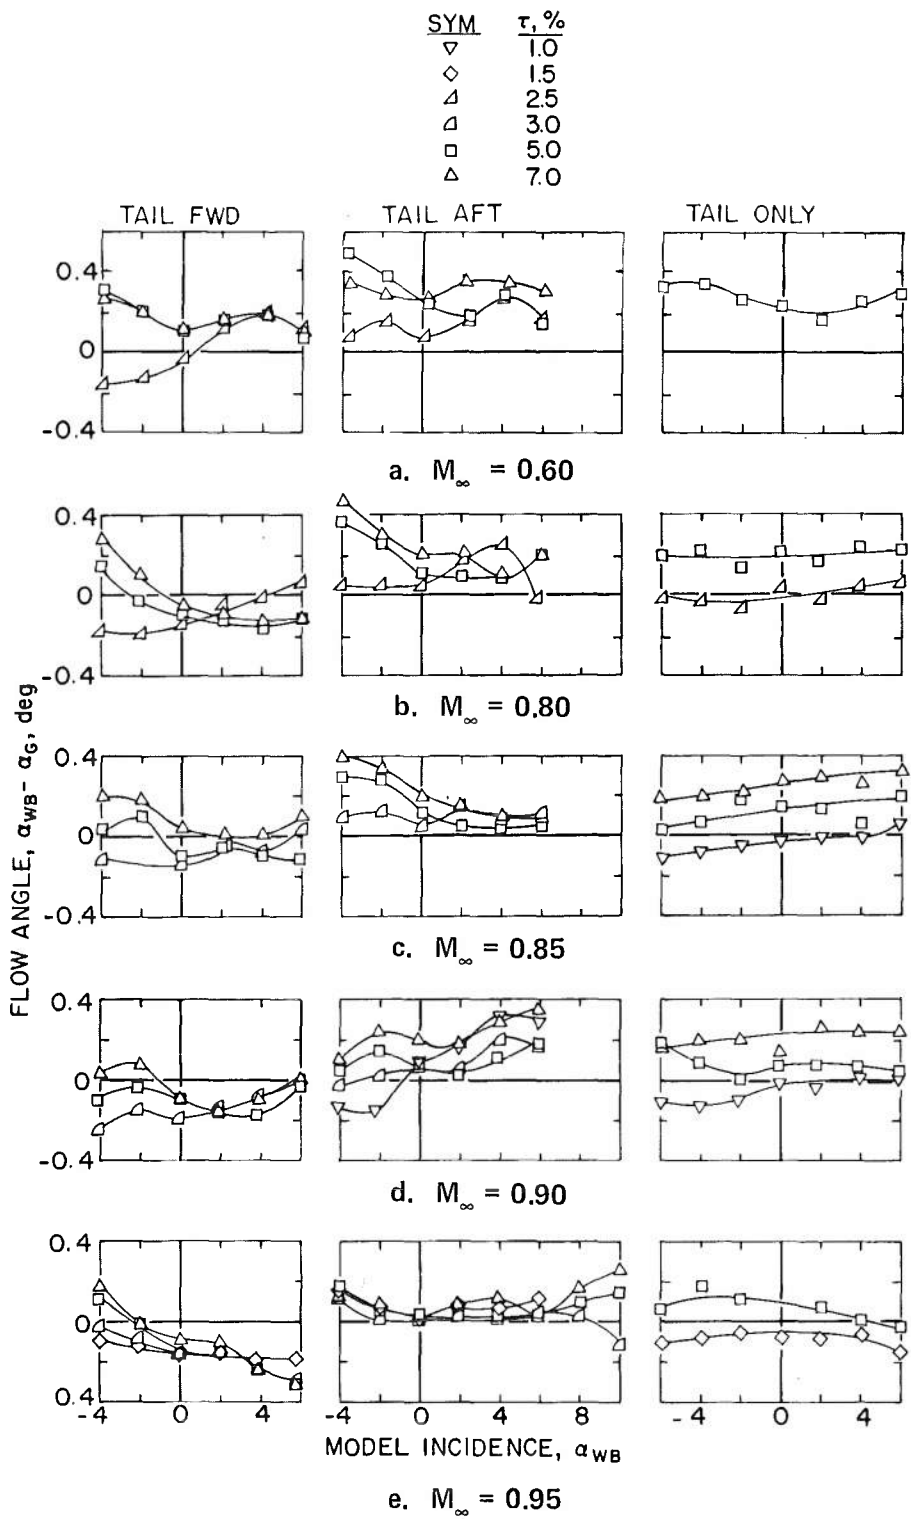 SYM τ, %
▽ 1.0
◇ 1.5
⊿ 2.5
◿ 3.0
□ 5.0
△ 7.0
TAIL FWD TAIL AFT TAIL ONLY
0.4
0
-0.4
a. M∞ = 0.60
0.4
0
-0.4
b. M∞ = 0.80
0.4
0
-0.4
c. M∞ = 0.85
0.4
0
-0.4
d. M∞ = 0.90
0.4
0
0.4
-4 0 4 -4 0 4 8 -4 0 4
FLOW ANGLE, αWB - αG, deg
MODEL INCIDENCE, αWB
e. M∞ = 0.95